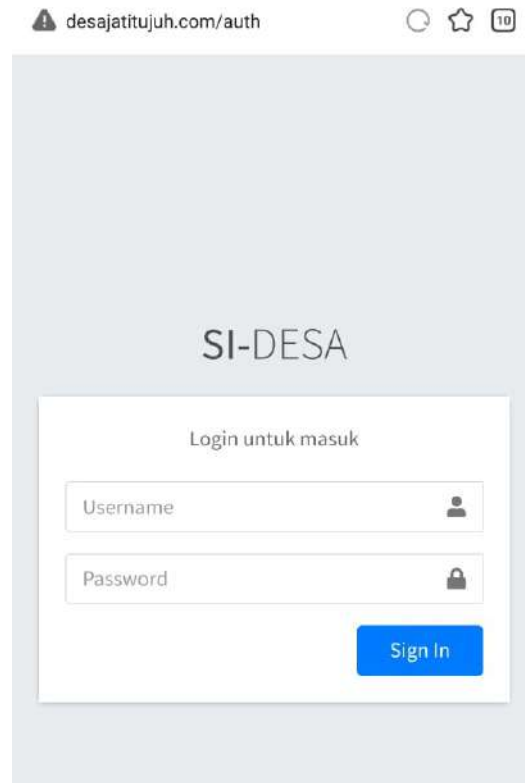 desajatitujuh.com/auth 10
SI-DESA
Login untuk masuk
Username
Password
Sign In